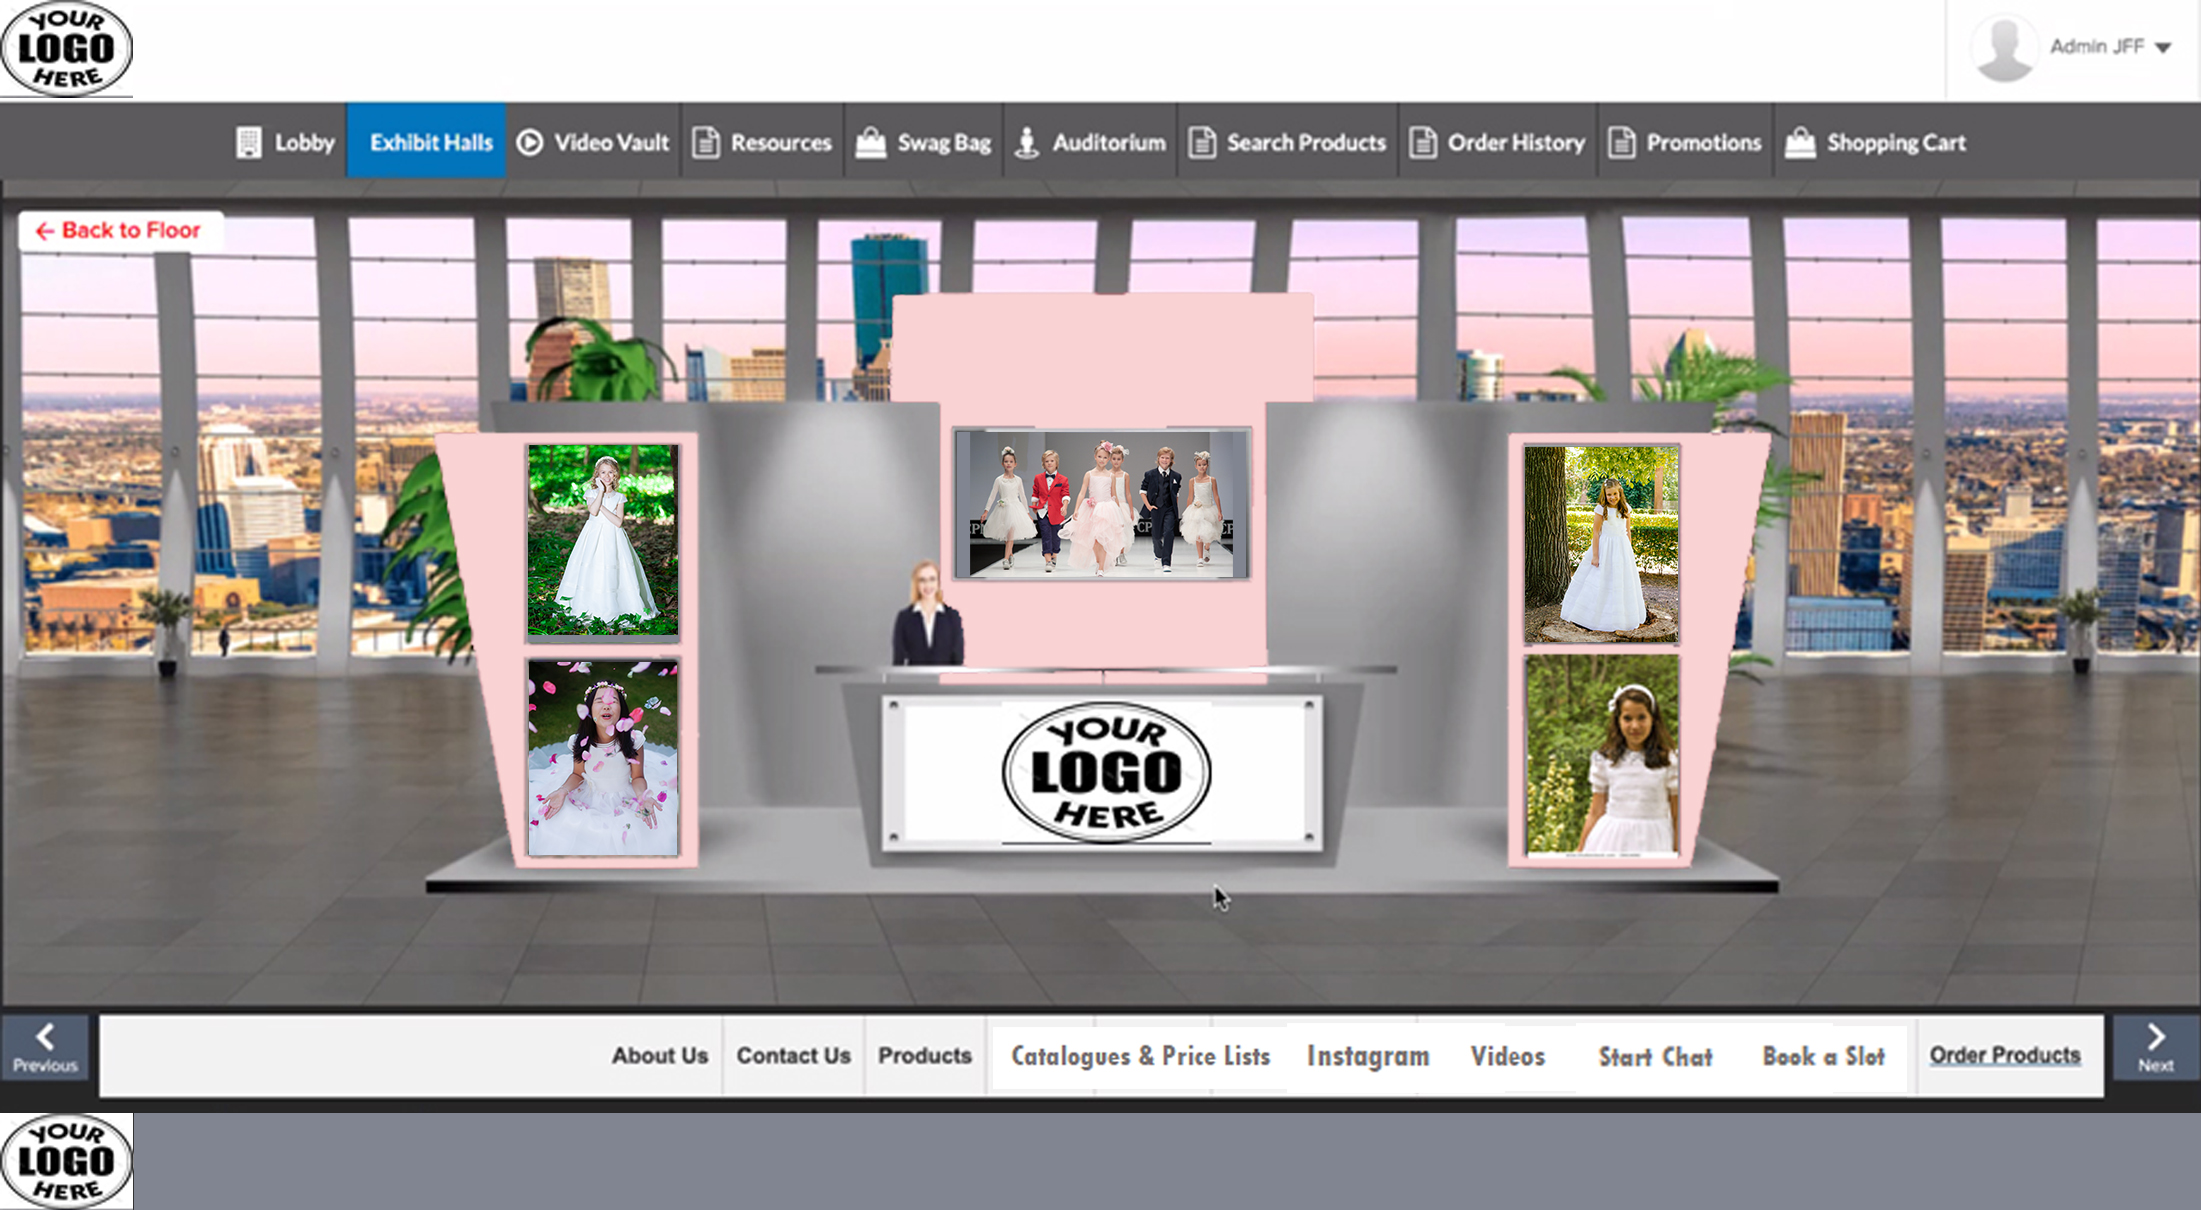 YOUR
LOGO
HERE
Admin JFF
Lobby
Exhibit Halls
Video Vault
Resources
Swag Bag
Auditorium
Search Products
Order History
Promotions
Shopping Cart
← Back to Floor
CP
YOUR
LOGO
HERE
Previous
About Us
Contact Us
Products
Catalogues & Price Lists
Instagram
Videos
Start Chat
Book a Slot
Order Products
Next
YOUR
LOGO
HERE